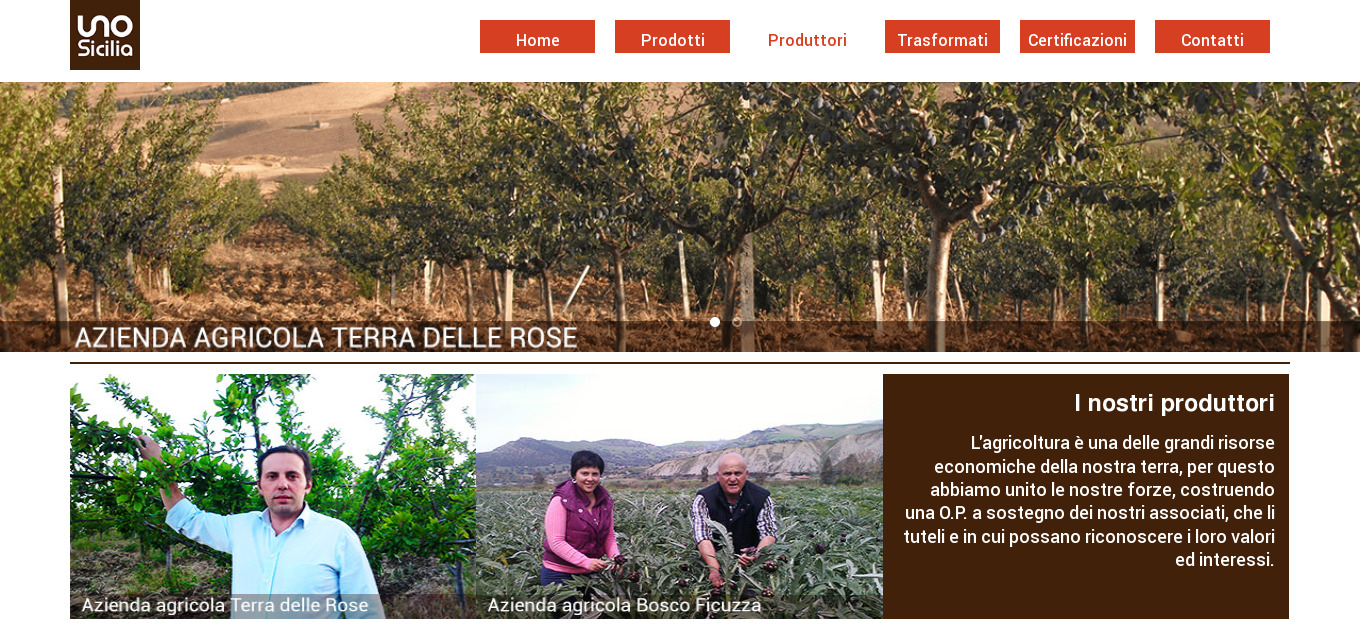 uno
Sicilia
Home
Prodotti
Produttori
Trasformati
Certificazioni
Contatti
AZIENDA AGRICOLA TERRA DELLE ROSE
Azienda agricola Terra delle Rose
Azienda agricola Bosco Ficuzza
I nostri produttori
L'agricoltura è una delle grandi risorse
economiche della nostra terra, per questo
abbiamo unito le nostre forze, costruendo
una O.P. a sostegno dei nostri associati, che li
tuteli e in cui possano riconoscere i loro valori
ed interessi.